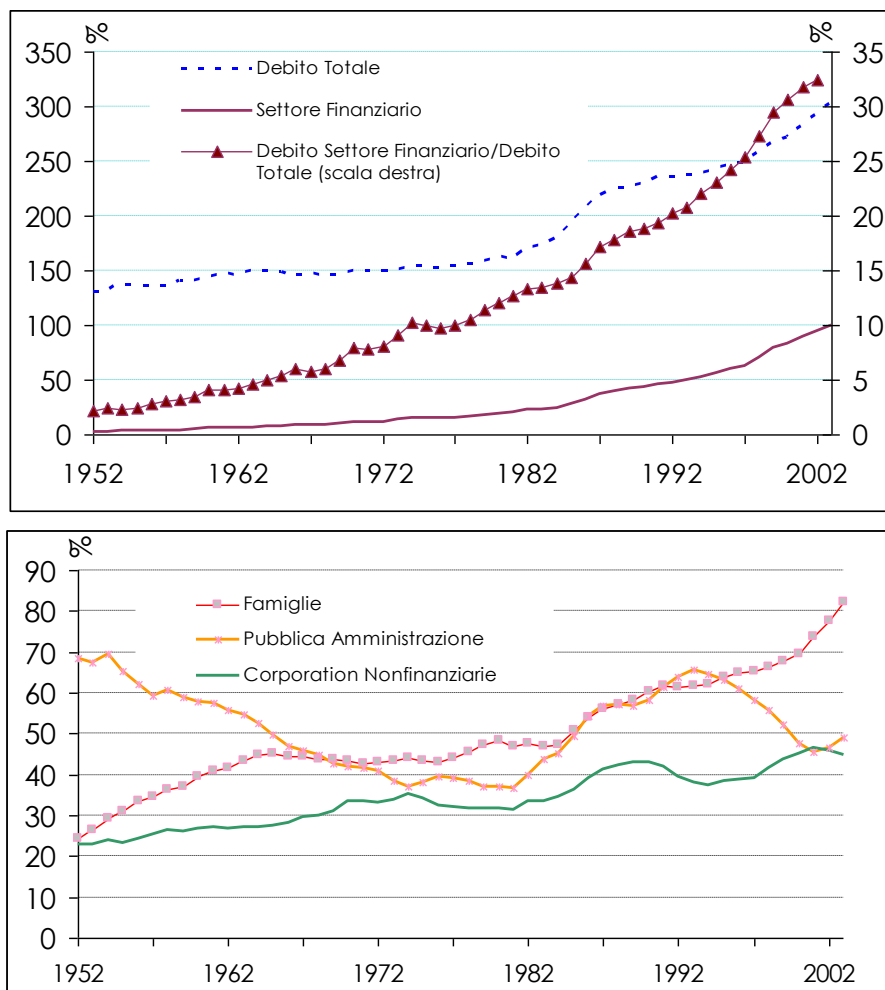 % %
350 35
300 30
250 25
200 20
150 15
100 10
50 5
0 0
Debito Totale
Settore Finanziario
Debito Settore Finanziario/Debito
Totale (scala destra)
1952 1962 1972 1982 1992 2002
%
90
80
70
60
50
40
30
20
10
0
Famiglie
Pubblica Amministrazione
Corporation Nonfinanziarie
1952 1962 1972 1982 1992 2002